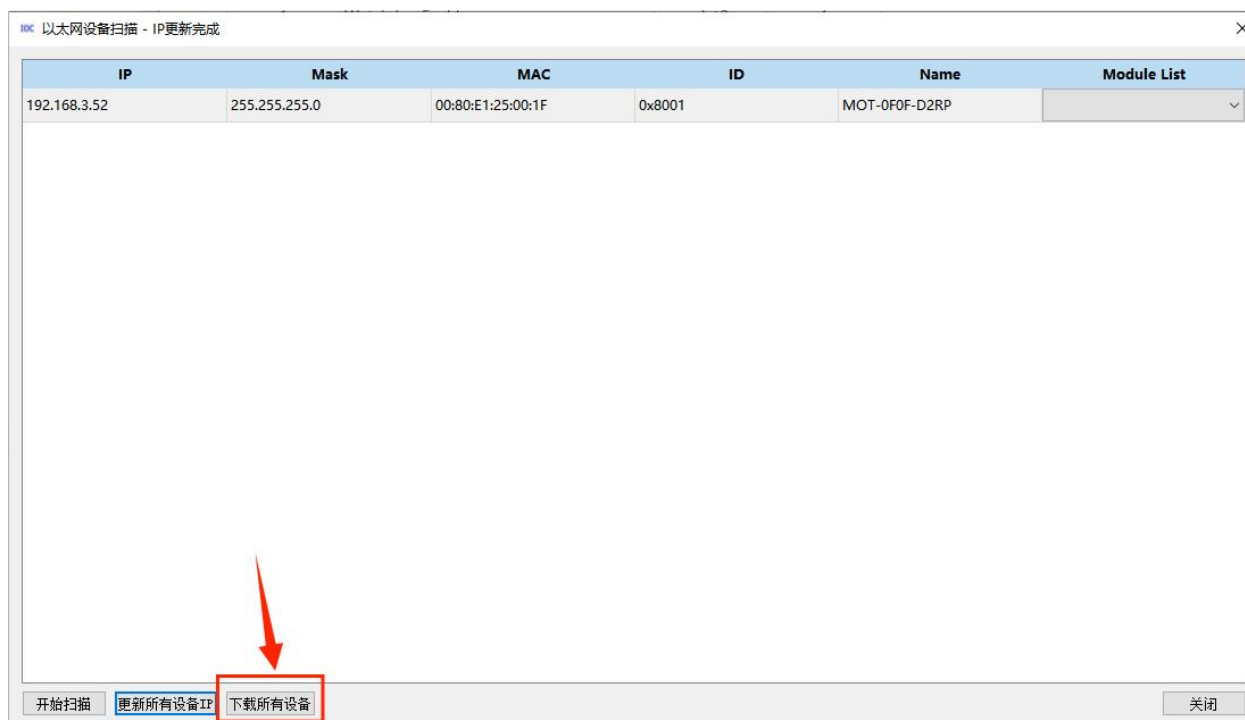 IOC 以太网设备扫描 - IP更新完成
IP Mask MAC ID Name Module List
192.168.3.52 255.255.255.0 00:80:E1:25:00:1F 0x8001 MOT-0F0F-D2RP
开始扫描 更新所有设备IP 下载所有设备 关闭